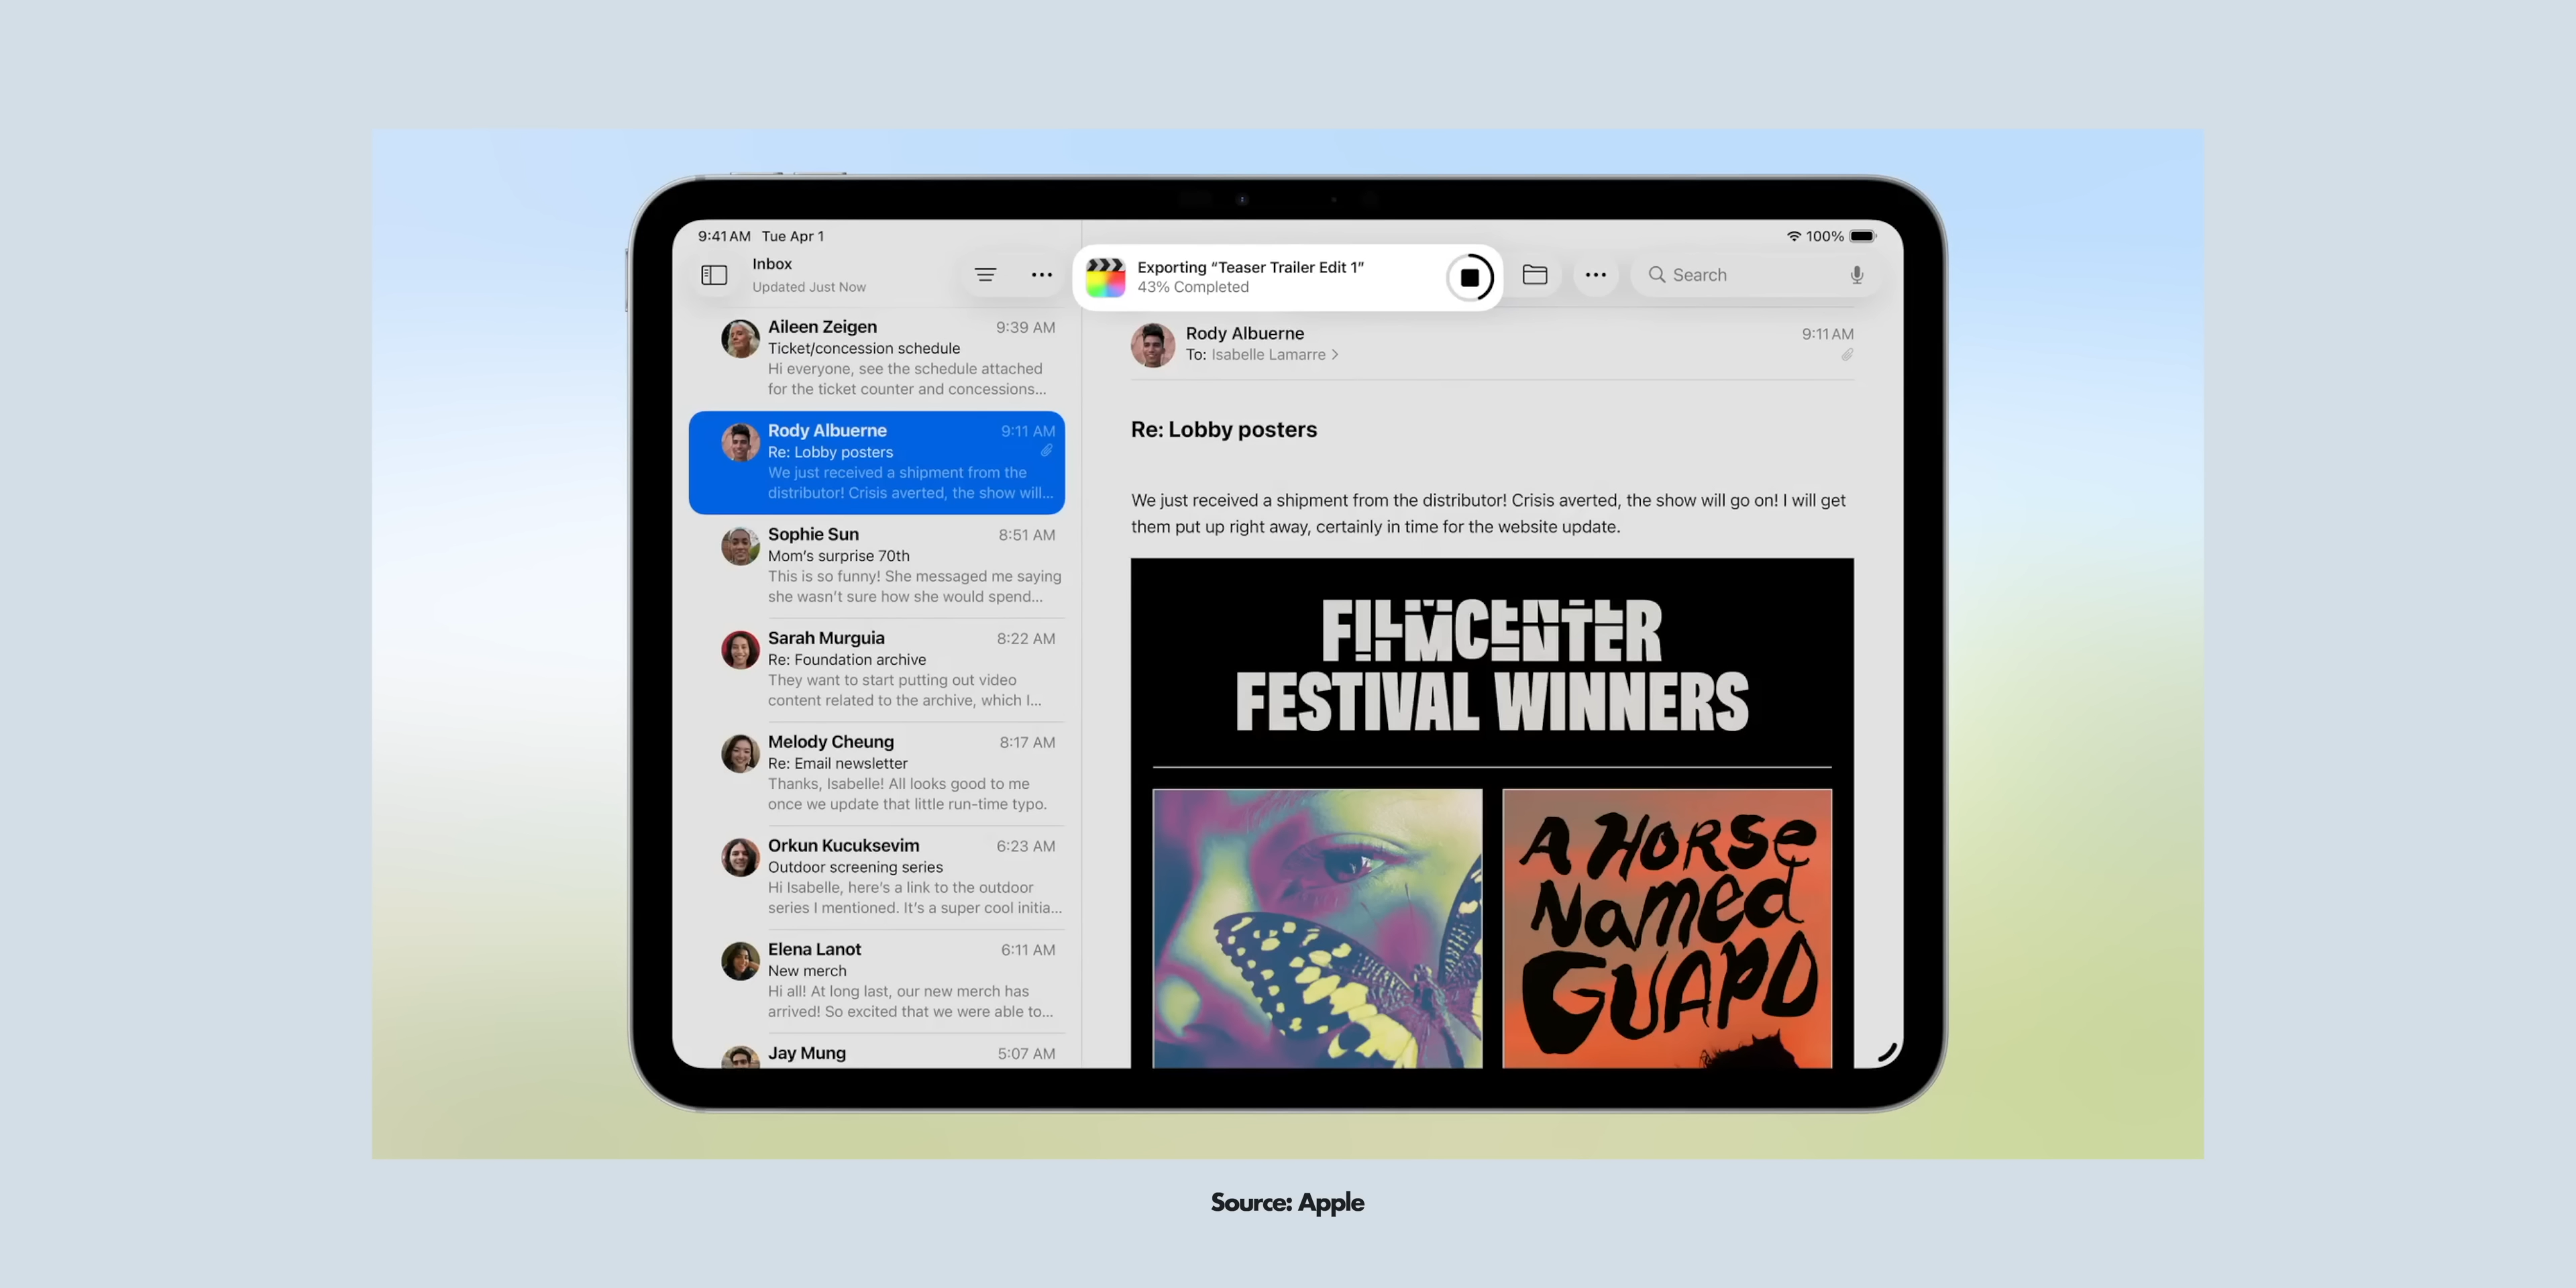 9:41 AM Tue Apr 1
100%
Inbox
Updated Just Now
Exporting “Teaser Trailer Edit 1”
43% Completed
Search
Aileen Zeigen 9:39 AM
Ticket/concession schedule
Hi everyone, see the schedule attached
for the ticket counter and concessions...
Rody Albuerne 9:11 AM
Re: Lobby posters
We just received a shipment from the
distributor! Crisis averted, the show will...
Sophie Sun 8:51 AM
Mom’s surprise 70th
This is so funny! She messaged me saying
she wasn’t sure how she would spend...
Sarah Murguia 8:22 AM
Re: Foundation archive
They want to start putting out video
content related to the archive, which I...
Melody Cheung 8:17 AM
Re: Email newsletter
Thanks, Isabelle! All looks good to me
once we update that little run-time typo.
Orkun Kucuksevim 6:23 AM
Outdoor screening series
Hi Isabelle, here’s a link to the outdoor
series I mentioned. It’s a super cool initia...
Elena Lanot 6:11 AM
New merch
Hi all! At long last, our new merch has
arrived! So excited that we were able to...
Jay Mung 5:07 AM
Rody Albuerne 9:11 AM
To: Isabelle Lamarre
Re: Lobby posters
We just received a shipment from the distributor! Crisis averted, the show will go on! I will get
them put up right away, certainly in time for the website update.
FILMCENTER
FESTIVAL WINNERS
A HORSe
Named
GUAPO
Source: Apple